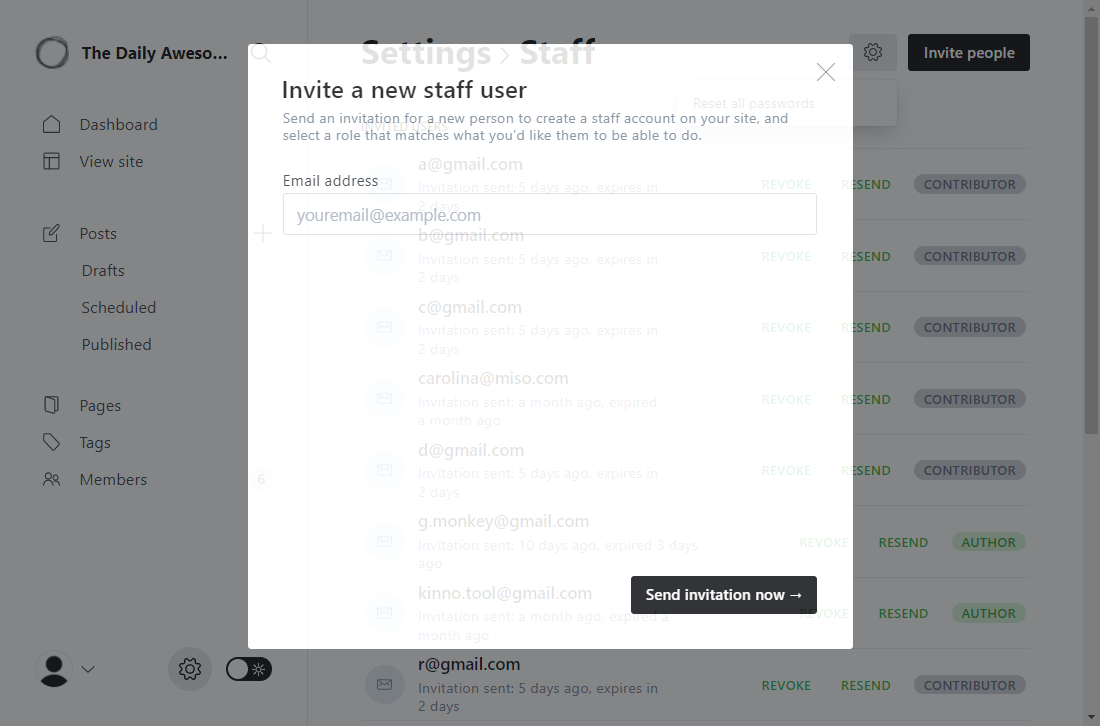 The Daily Aweso...
Dashboard
View site
Posts
Drafts
Scheduled
Published
Pages
Tags
Members
6
Settings › Staff
Invite people
Reset all passwords
Invite a new staff user
Send an invitation for a new person to create a staff account on your site, and
select a role that matches what you'd like them to be able to do.
Email address
youremail@example.com
Send invitation now →
INVITED USERS
a@gmail.com
Invitation sent: 5 days ago, expires in
2 days
REVOKE RESEND CONTRIBUTOR
b@gmail.com
Invitation sent: 5 days ago, expires in
2 days
REVOKE RESEND CONTRIBUTOR
c@gmail.com
Invitation sent: 5 days ago, expires in
2 days
REVOKE RESEND CONTRIBUTOR
carolina@miso.com
Invitation sent: a month ago, expired
a month ago
REVOKE RESEND CONTRIBUTOR
d@gmail.com
Invitation sent: 5 days ago, expires in
2 days
REVOKE RESEND CONTRIBUTOR
g.monkey@gmail.com
Invitation sent: 10 days ago, expired 3 days
ago
REVOKE RESEND AUTHOR
kinno.tool@gmail.com
Invitation sent: a month ago, expired a
month ago
REVOKE RESEND AUTHOR
r@gmail.com
Invitation sent: 5 days ago, expires in
2 days
REVOKE RESEND CONTRIBUTOR